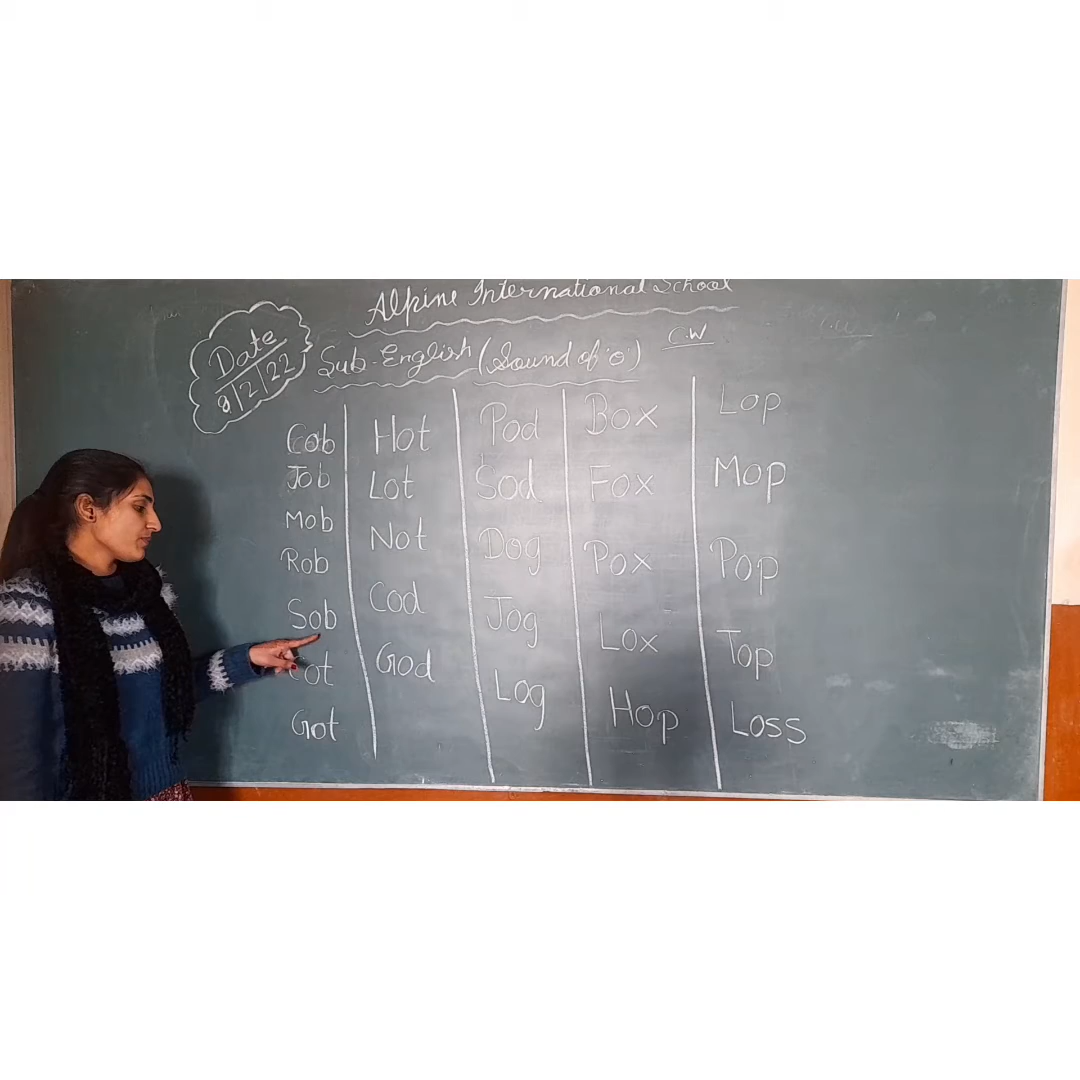 Alpine International School
Date
8/2/22
Sub-English (Sound of 'o')
C.W
Cob
Job
Mob
Rob
Sob
Cot
Got
Hot
Lot
Not
Cod
God
Pod
Sod
Dog
Jog
Log
Box
Fox
Pox
Lox
Hop
Lop
Mop
Pop
Top
Loss